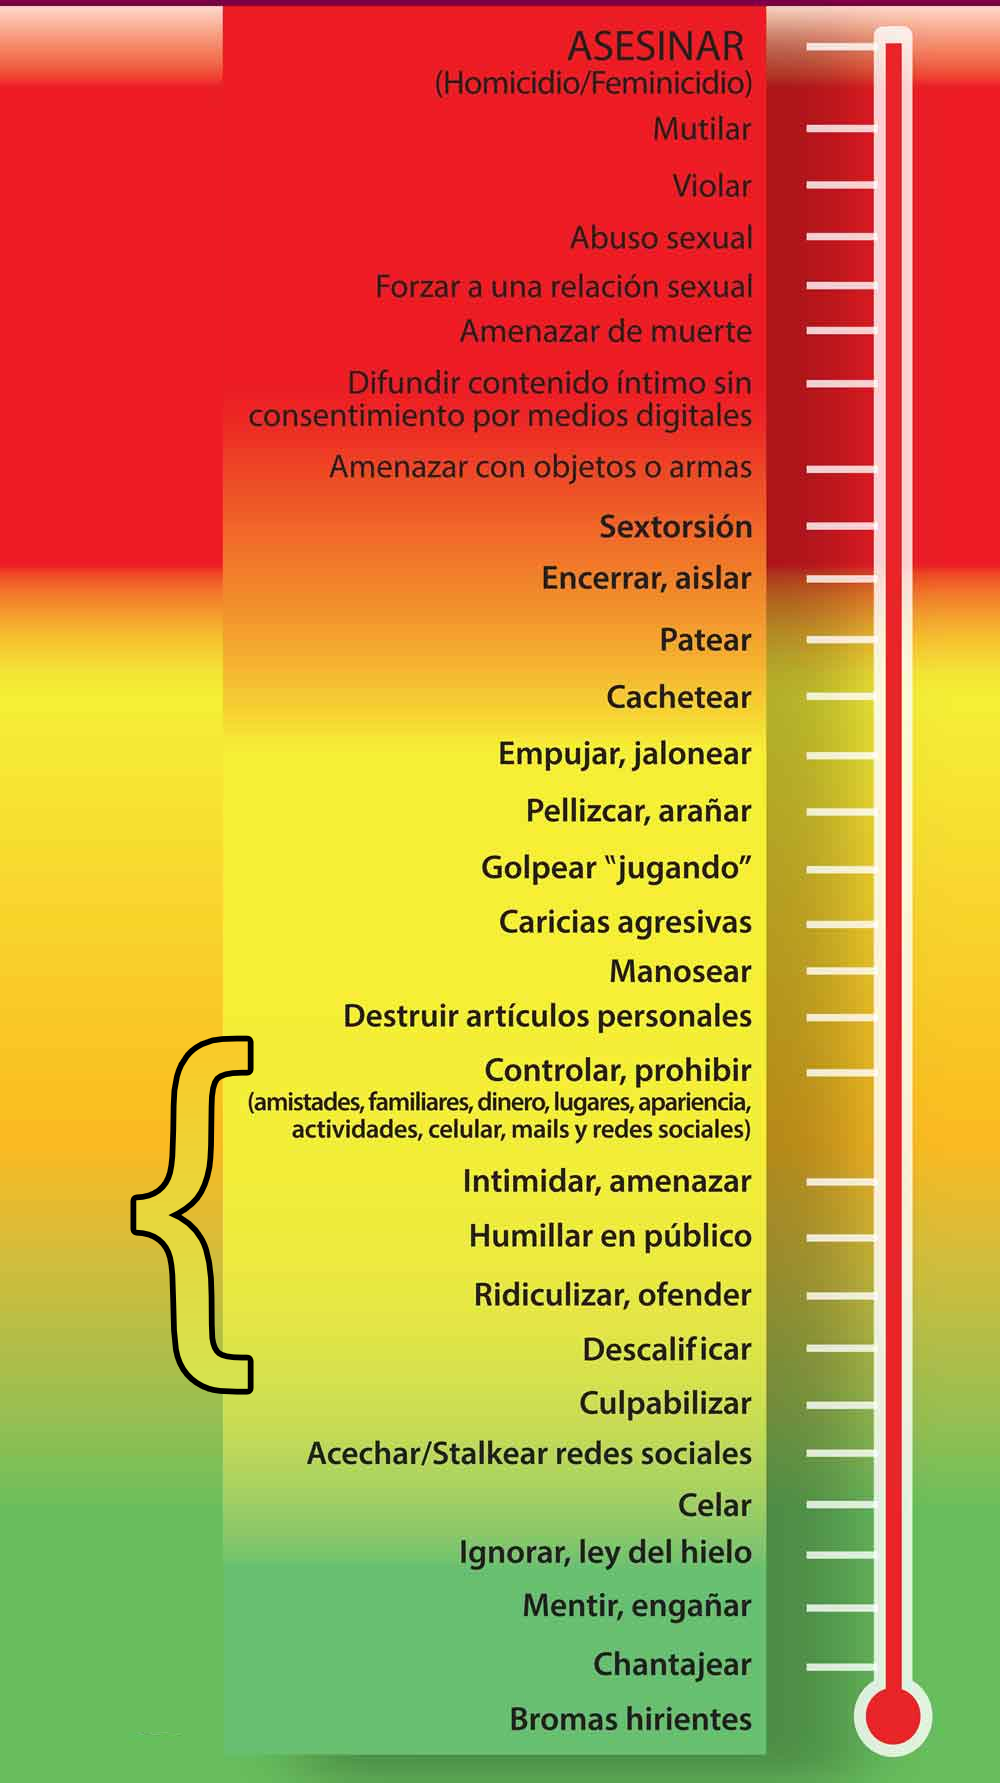 ASESINAR
(Homicidio/Feminicidio)
Mutilar
Violar
Abuso sexual
Forzar a una relación sexual
Amenazar de muerte
Difundir contenido íntimo sin
consentimiento por medios digitales
Amenazar con objetos o armas
Sextorsión
Encerrar, aislar
Patear
Cachetear
Empujar, jalonear
Pellizcar, arañar
Golpear "jugando"
Caricias agresivas
Manosear
Destruir artículos personales
Controlar, prohibir
(amistades, familiares, dinero, lugares, apariencia,
actividades, celular, mails y redes sociales)
Intimidar, amenazar
Humillar en público
Ridiculizar, ofender
Descalificar
Culpabilizar
Acechar/Stalkear redes sociales
Celar
Ignorar, ley del hielo
Mentir, engañar
Chantajear
Bromas hirientes